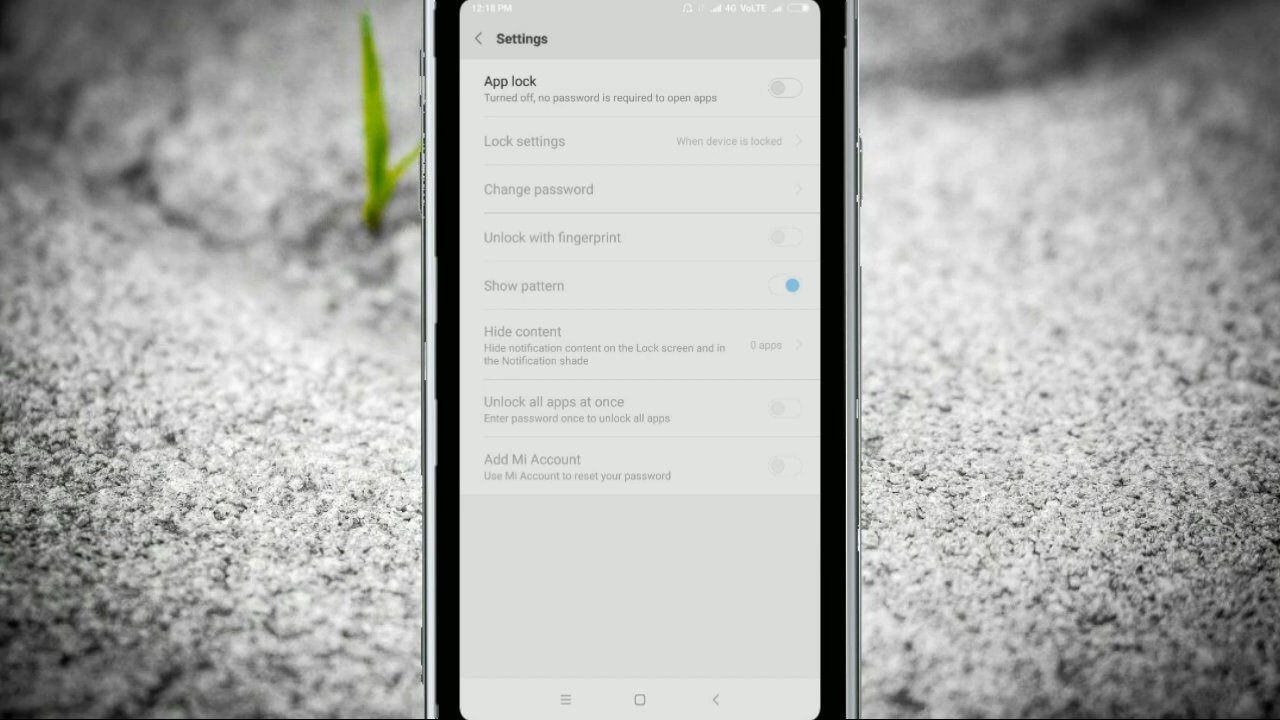 12:18 PM 4G VoLTE
Settings
App lock
Turned off, no password is required to open apps
Lock settings When device is locked
Change password
Unlock with fingerprint
Show pattern
Hide content
Hide notification content on the Lock screen and in 0 apps
the Notification shade
Unlock all apps at once
Enter password once to unlock all apps
Add Mi Account
Use Mi Account to reset your password